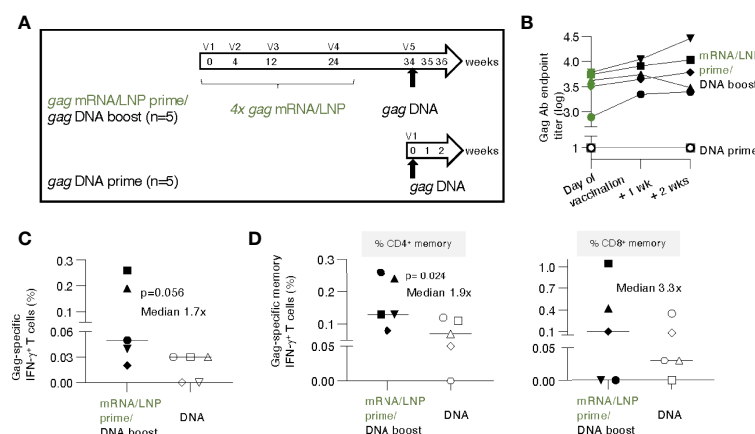 A
V1 V2 V3 V4 V5
0 4 12 24 34 35 36 weeks
gag mRNA/LNP prime/
gag DNA boost (n=5)
4x gag mRNA/LNP
gag DNA
V1
0 1 2 weeks
gag DNA prime (n=5)
gag DNA
B
Gag Ab endpoint
titer (log)
4.5
4.0
3.5
3.0
1
mRNA/LNP
prime/
DNA boost
DNA prime
Day of
vaccination
+ 1 wk
+ 2 wks
C
Gag-specific
IFN-γ+ T cells (%)
0.3
0.2
0.1
0.06
0.03
0.00
p=0.056
Median 1.7x
mRNA/LNP
prime/
DNA boost
DNA
D
% CD4+ memory
Gag-specific memory
IFN-γ+ T cells (%)
0.3
0.2
0.1
0.05
0.00
p= 0.024
Median 1.9x
mRNA/LNP
prime/
DNA boost
DNA
% CD8+ memory
1.0
0.7
0.4
0.1
0.05
0.00
Median 3.3x
mRNA/LNP
prime/
DNA boost
DNA